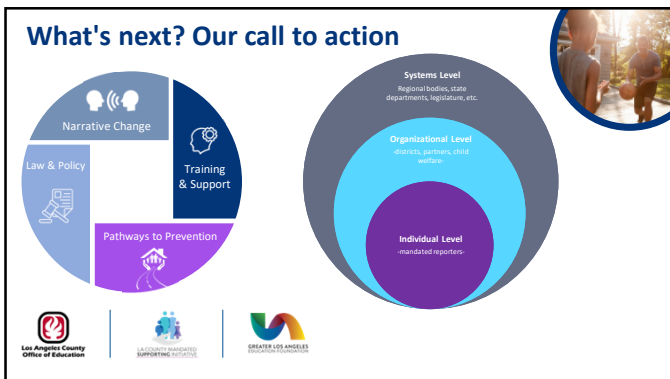 What's next? Our call to action
Narrative Change
Law & Policy
Training
& Support
Pathways to Prevention
Systems Level
Regional bodies, state
departments, legislature, etc.
Organizational Level
-districts, partners, child
welfare-
Individual Level
-mandated reporters-
Los Angeles County
Office of Education
LA COUNTY MANDATED
SUPPORTING INITIATIVE
GREATER LOS ANGELES
EDUCATION FOUNDATION